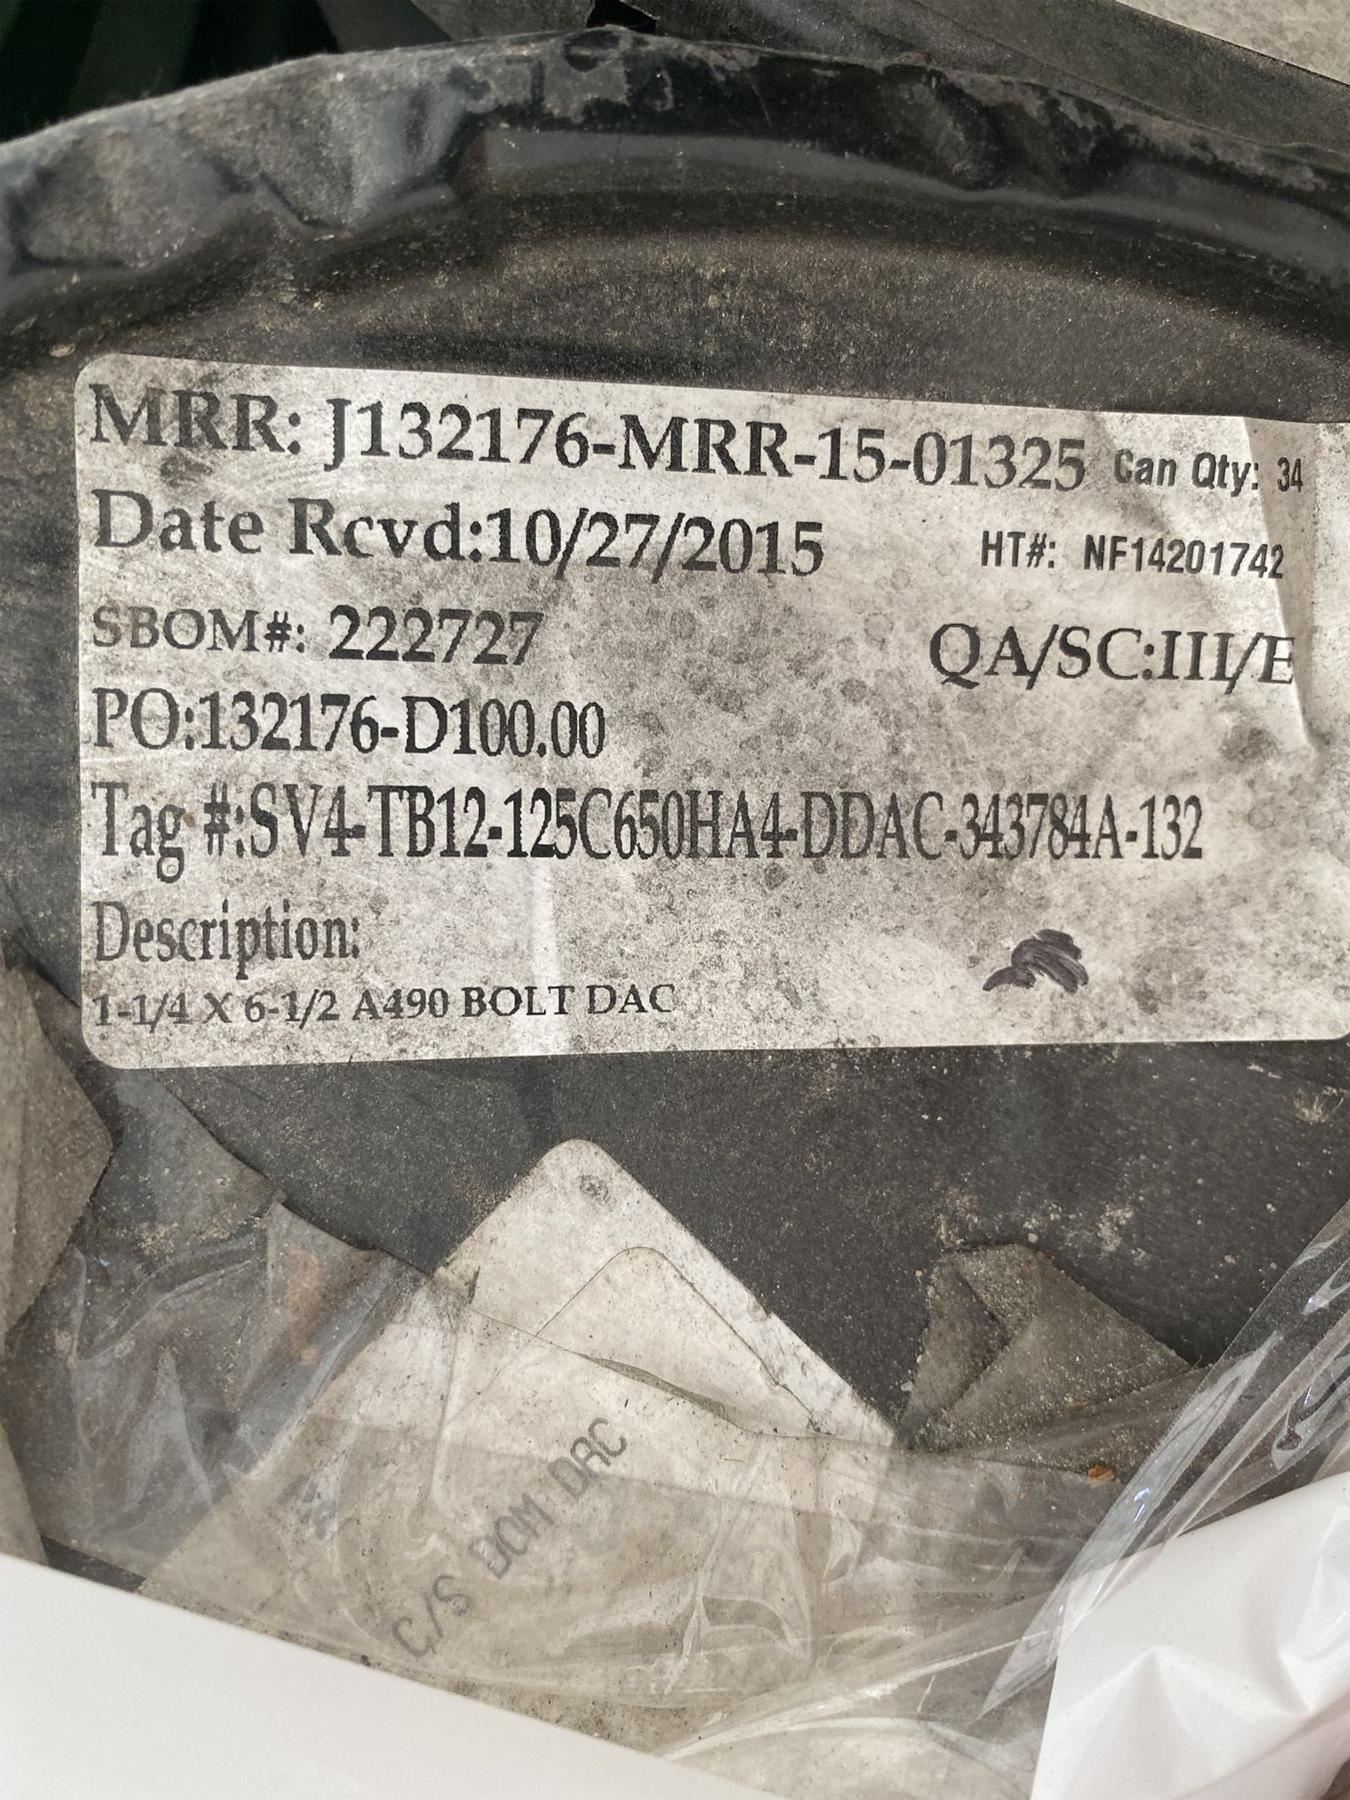 MRR: J132176-MRR-15-01325 Can Qty: 34
Date Rcvd:10/27/2015 HT#: NF14201742
SBOM#: 222727 QA/SC:III/E
PO:132176-D100.00
Tag #:SV4-TB12-125C650HA4-DDAC-343784A-132
Description:
1-1/4 X 6-1/2 A490 BOLT DAC
C/S DOM DAC